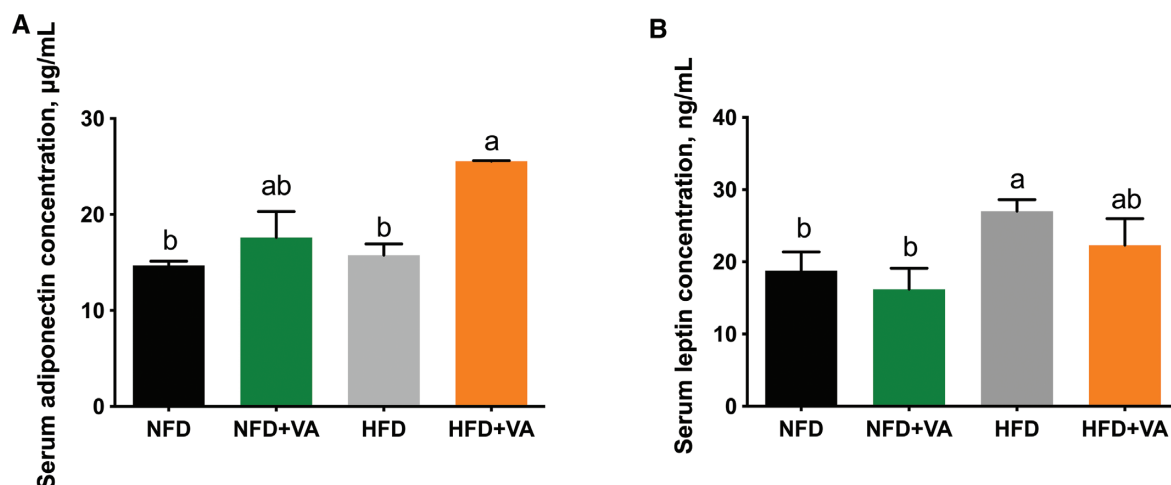 A
Serum adiponectin concentration, µg/mL
30
20
10
0
b
ab
b
a
NFD
NFD+VA
HFD
HFD+VA
B
Serum leptin concentration, ng/mL
40
30
20
10
0
b
b
a
ab
NFD
NFD+VA
HFD
HFD+VA